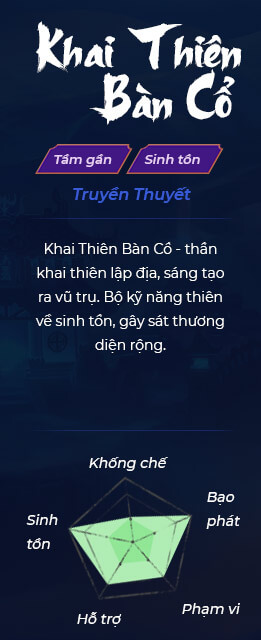 Khai Thiên
Bàn Cổ
Tầm gần
Sinh tồn
Truyền Thuyết
Khai Thiên Bàn Cổ - thần
khai thiên lập địa, sáng tạo
ra vũ trụ. Bộ kỹ năng thiên
về sinh tồn, gây sát thương
diện rộng.
Khống chế
Bạo
phát
Sinh
tồn
Phạm vi
Hỗ trợ